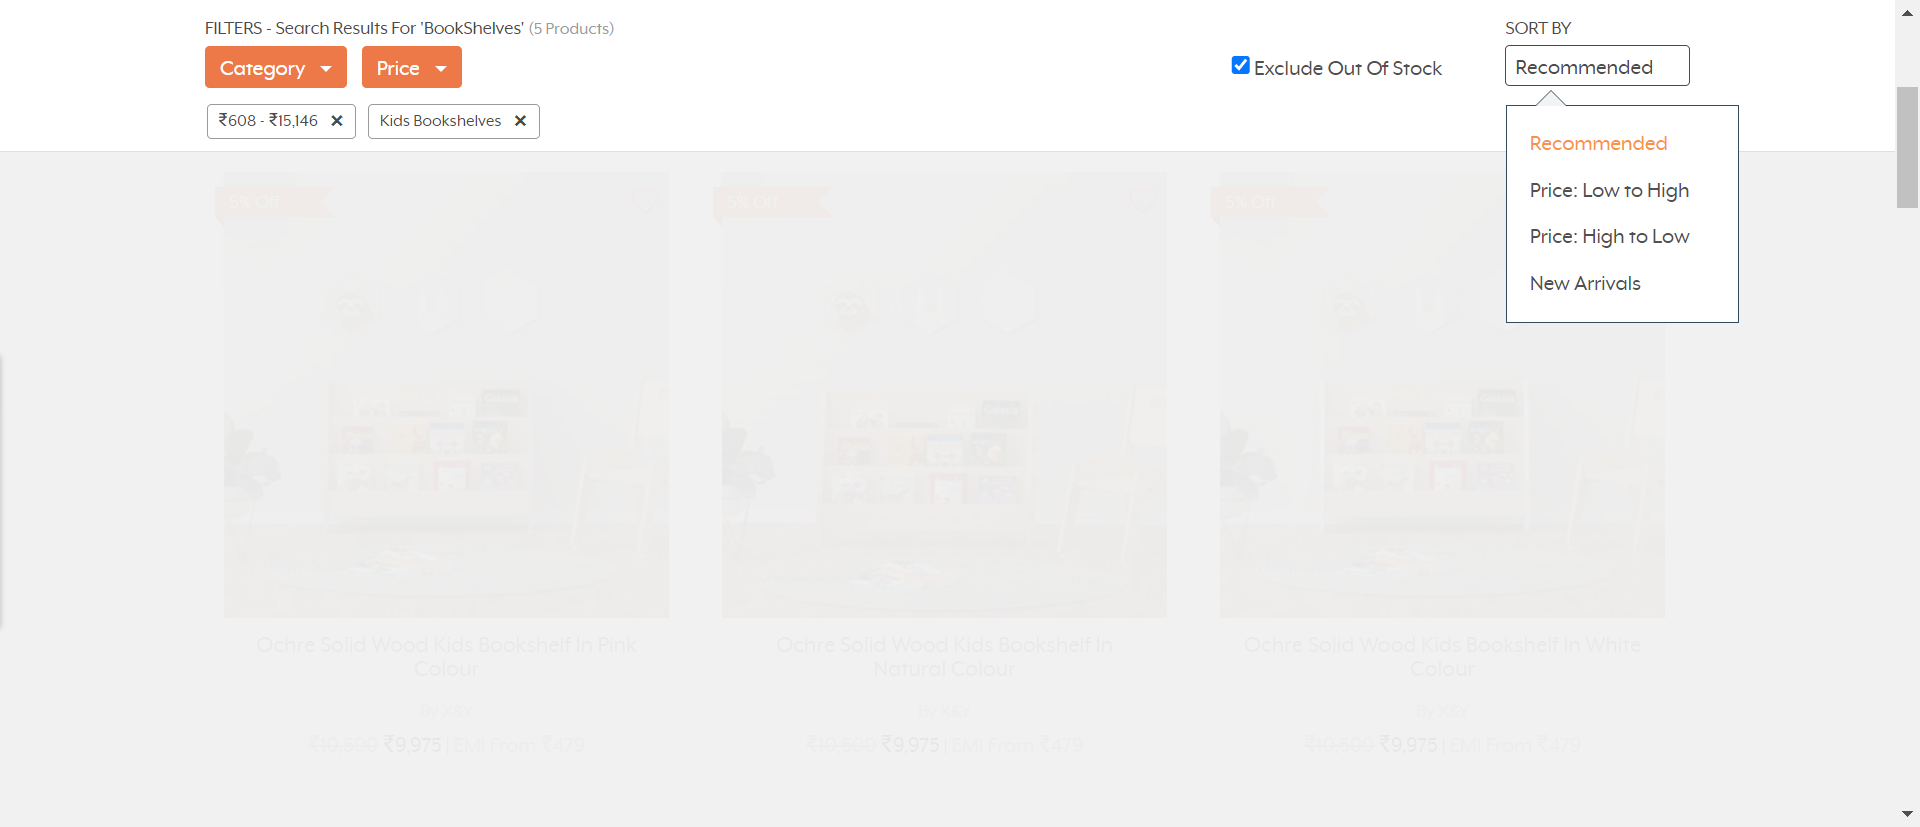 FILTERS - Search Results For 'BookShelves' (5 Products)
SORT BY
Category
Price
Exclude Out Of Stock
Recommended
₹608 - ₹15,146 ×
Kids Bookshelves ×
Recommended
Price: Low to High
Price: High to Low
New Arrivals
5% Off
5% Off
5% Off
Ochre Solid Wood Kids Bookshelf In Pink
Colour
By X&Y
₹10,500 ₹9,975 | EMI From ₹479
Ochre Solid Wood Kids Bookshelf In
Natural Colour
By X&Y
₹10,500 ₹9,975 | EMI From ₹479
Ochre Solid Wood Kids Bookshelf In White
Colour
By X&Y
₹10,500 ₹9,975 | EMI From ₹479